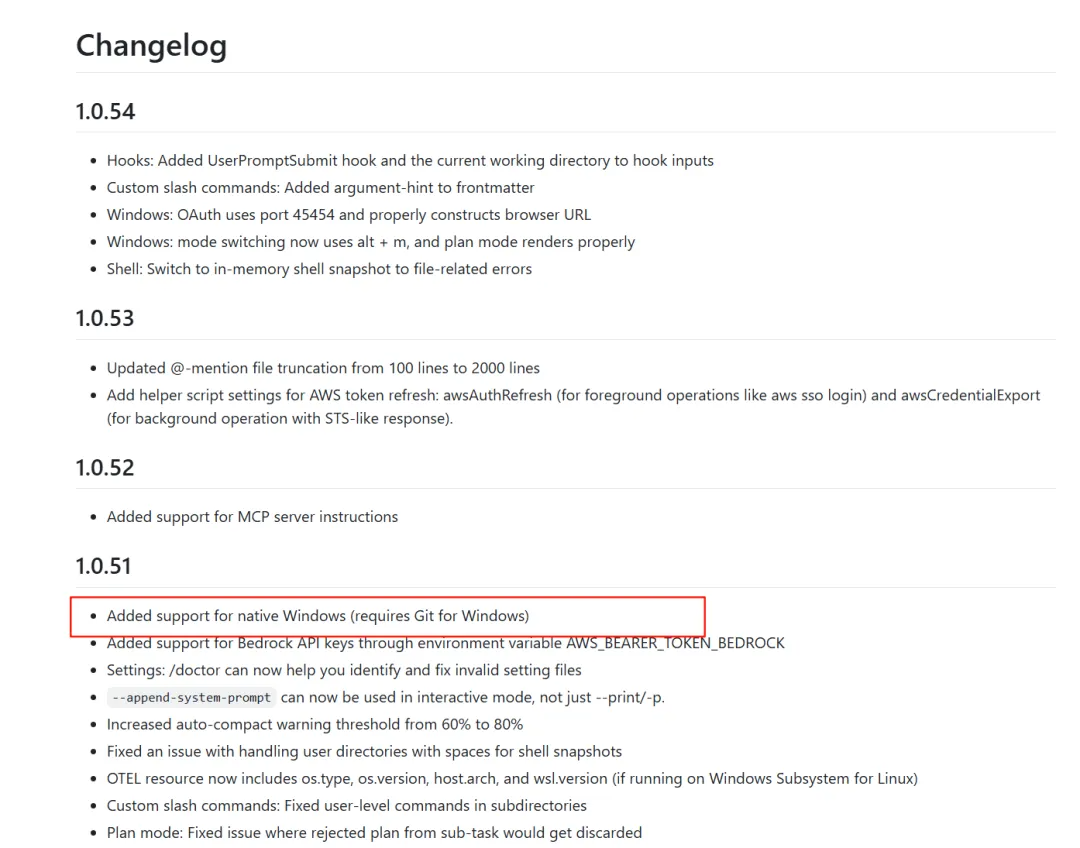 Changelog
1.0.54
Hooks: Added UserPromptSubmit hook and the current working directory to hook inputs
Custom slash commands: Added argument-hint to frontmatter
Windows: OAuth uses port 45454 and properly constructs browser URL
Windows: mode switching now uses alt + m, and plan mode renders properly
Shell: Switch to in-memory shell snapshot to file-related errors
1.0.53
Updated @-mention file truncation from 100 lines to 2000 lines
Add helper script settings for AWS token refresh: awsAuthRefresh (for foreground operations like aws sso login) and awsCredentialExport
(for background operation with STS-like response).
1.0.52
Added support for MCP server instructions
1.0.51
Added support for native Windows (requires Git for Windows)
Added support for Bedrock API keys through environment variable AWS_BEARER_TOKEN_BEDROCK
Settings: /doctor can now help you identify and fix invalid setting files
--append-system-prompt can now be used in interactive mode, not just --print/-p.
Increased auto-compact warning threshold from 60% to 80%
Fixed an issue with handling user directories with spaces for shell snapshots
OTEL resource now includes os.type, os.version, host.arch, and wsl.version (if running on Windows Subsystem for Linux)
Custom slash commands: Fixed user-level commands in subdirectories
Plan mode: Fixed issue where rejected plan from sub-task would get discarded